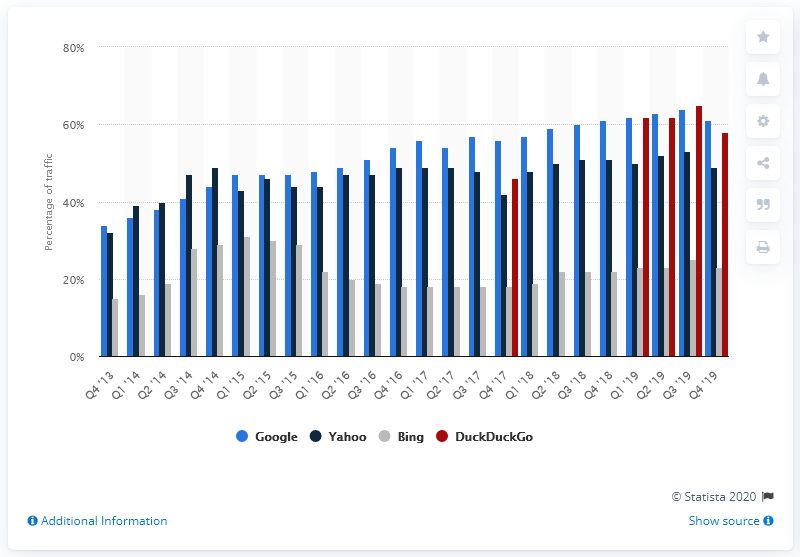 80%
60%
40%
20%
0%
Percentage of traffic
Q4 '13
Q1 '14
Q2 '14
Q3 '14
Q4 '14
Q1 '15
Q2 '15
Q3 '15
Q1 '16
Q2 '16
Q3 '16
Q4 '16
Q1 '17
Q2 '17
Q3 '17
Q4 '17
Q1 '18
Q2 '18
Q3 '18
Q4 '18
Q1 '19
Q2 '19
Q3 '19
Q4 '19
Google Yahoo Bing DuckDuckGo
© Statista 2020
Additional Information
Show source